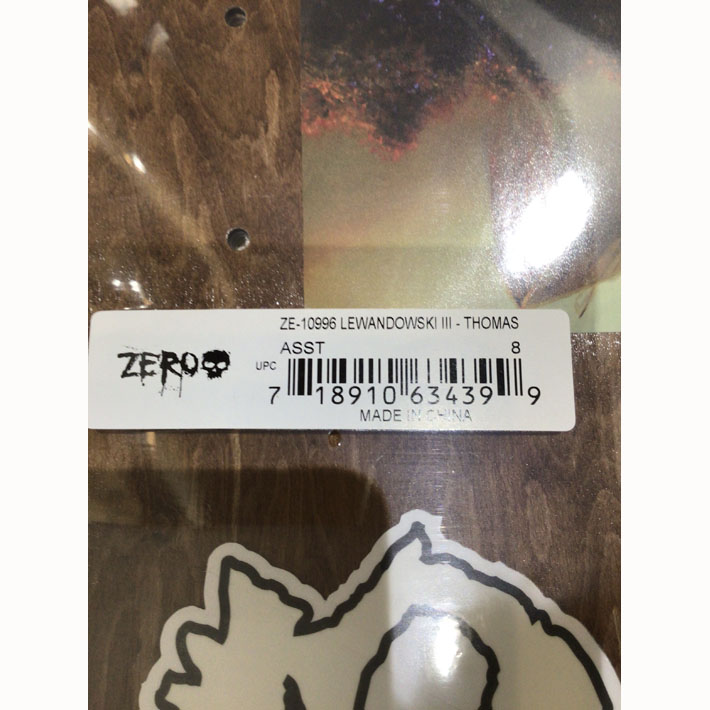 ZE-10996 LEWANDOWSKI III - THOMAS
ZERO
ASST 8
UPC
7 18910 63439 9
MADE IN CHINA